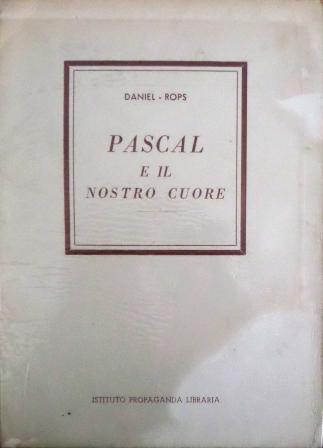 DANIEL - ROPS
PASCAL
E IL
NOSTRO CUORE
ISTITUTO PROPAGANDA LIBRARIA